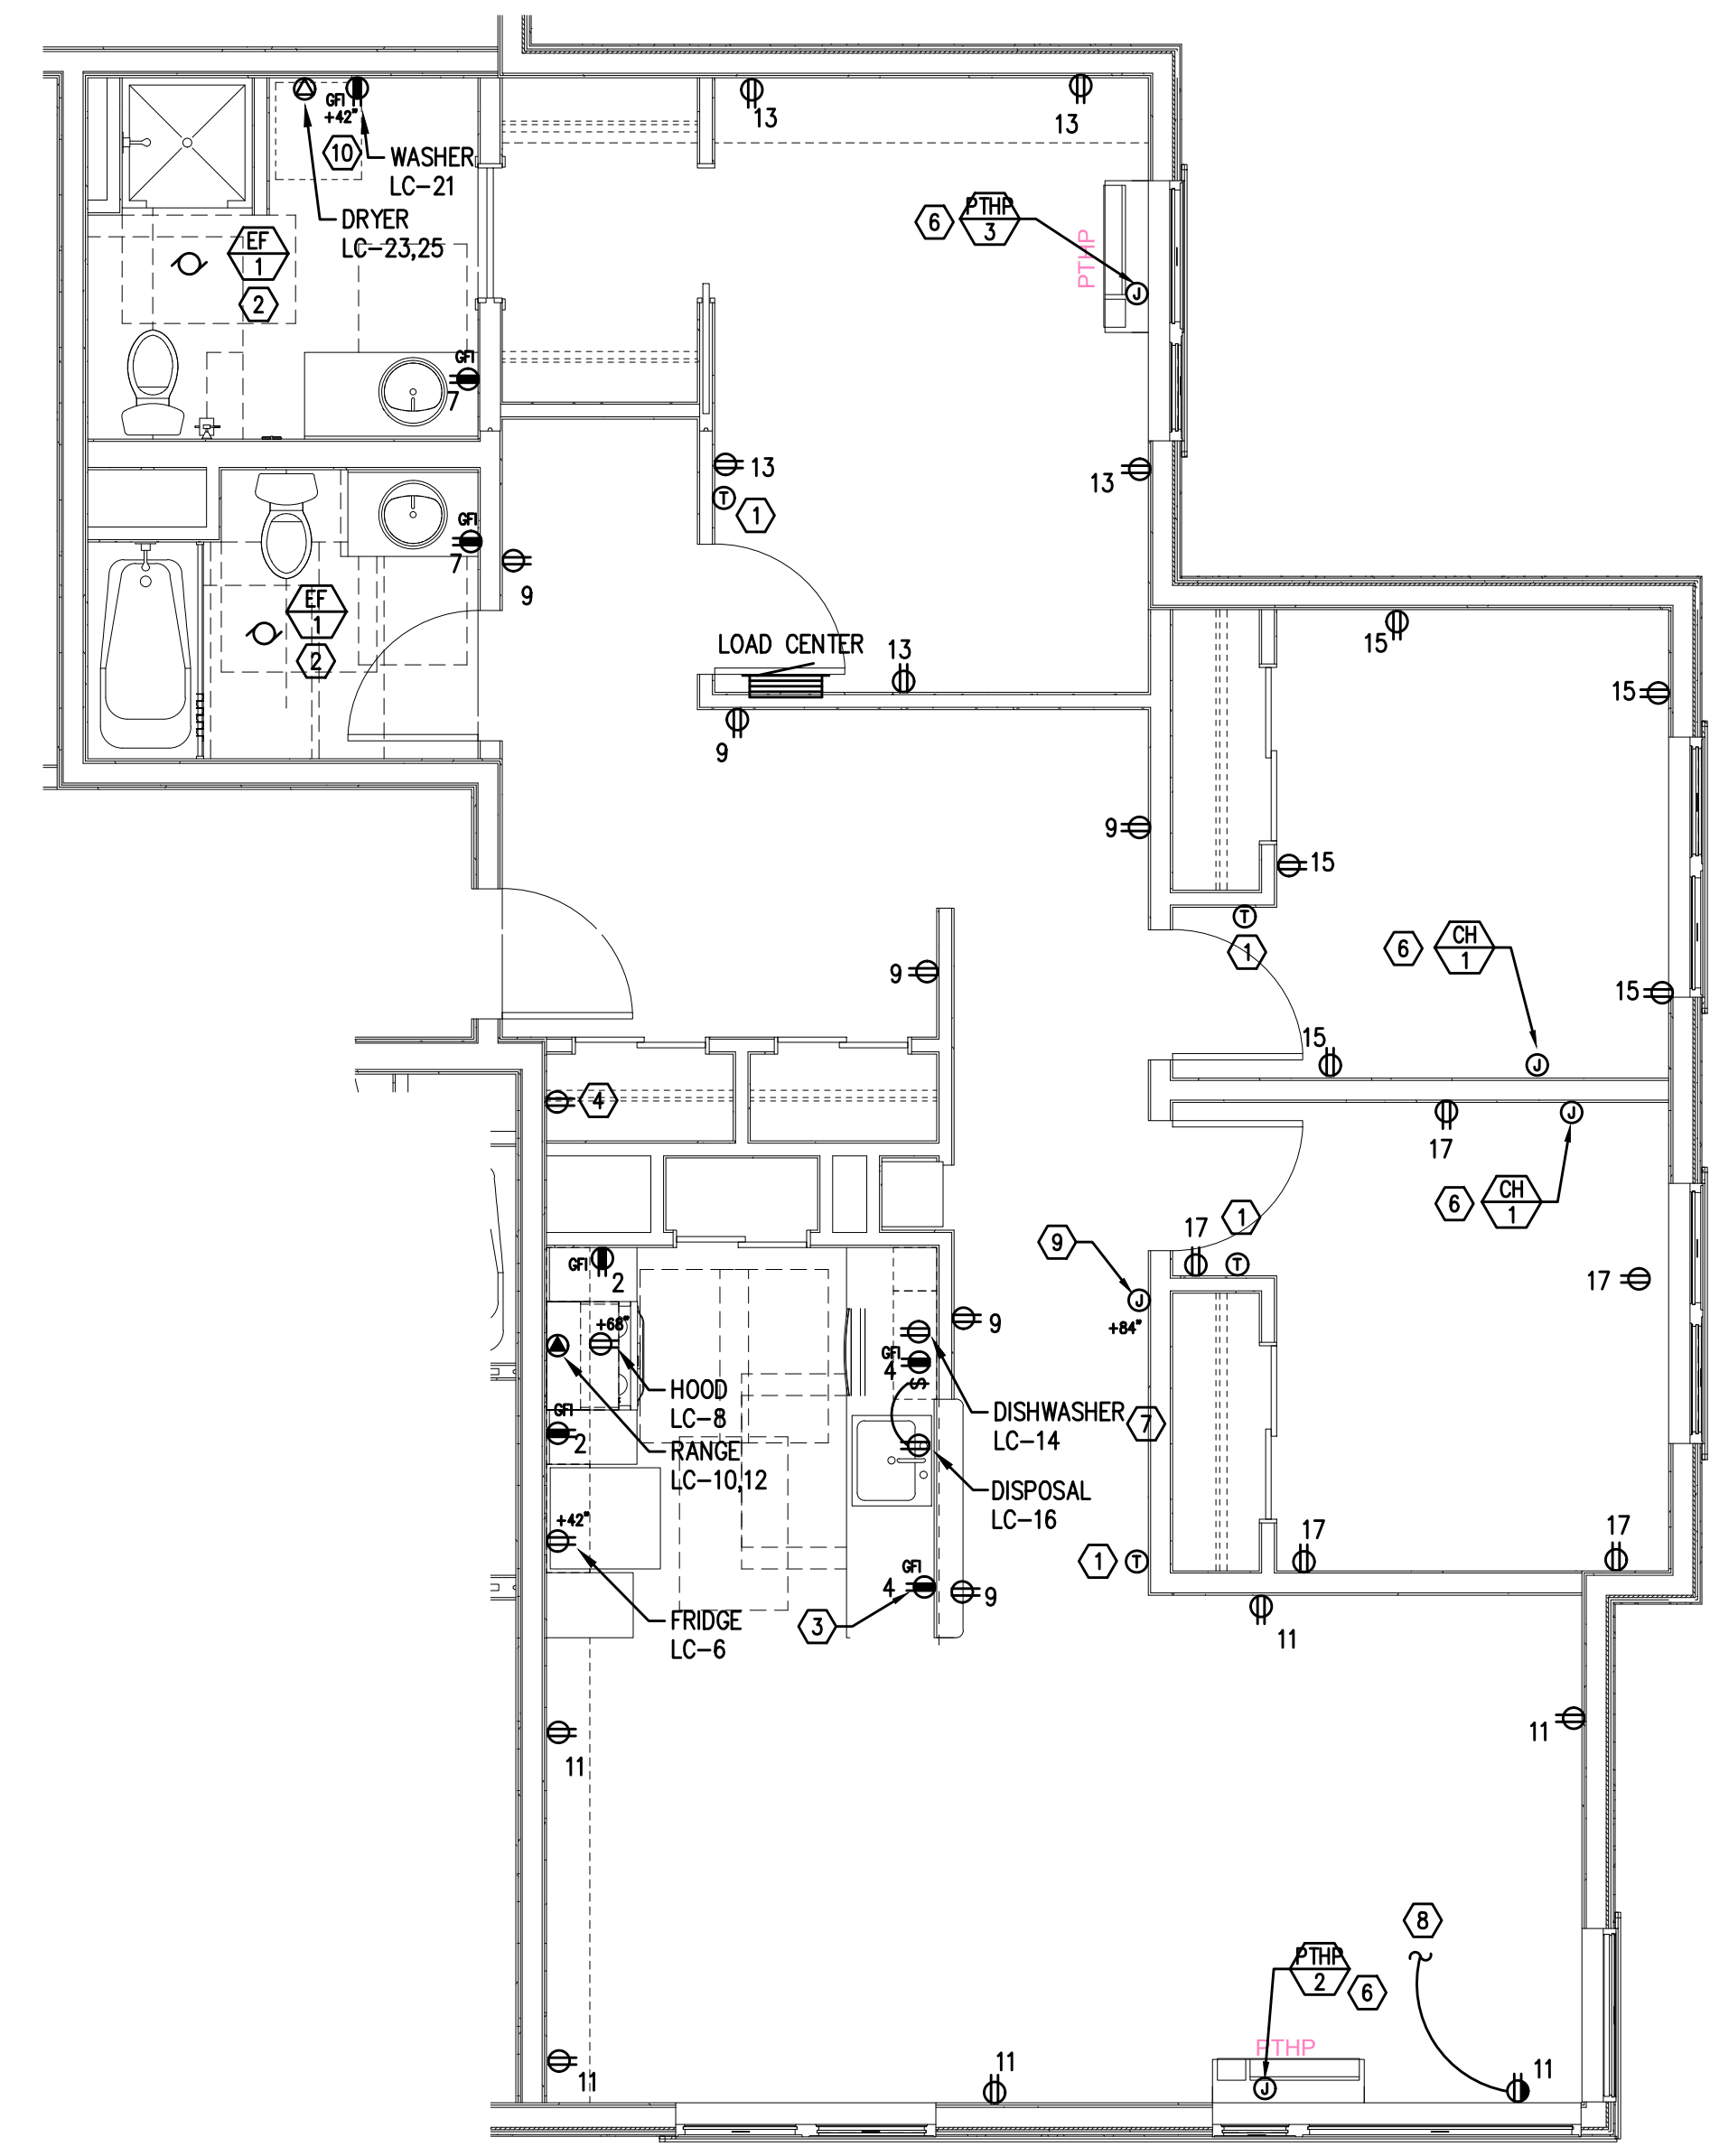 GFI
+42"
13
13
10
WASHER
LC-21
DRYER
LC-23,25
6
PTHP
3
PTHP
J
EF
1
2
GFI
7
13
13
T
1
GFI
7
9
EF
1
2
LOAD CENTER
13
9
15
15
9
15
T
1
6
CH
1
9
15
15
J
4
J
17
6
CH
1
1
17
T
9
17
GFI
2
J
+84"
+68"
9
GFI
4
S
HOOD
LC-8
DISHWASHER
LC-14
7
GFI
2
RANGE
LC-10,12
DISPOSAL
LC-16
+42"
17
17
1
T
GFI
4
9
3
FRIDGE
LC-6
11
11
11
8
PTHP
2
6
PTHP
11
11
11
J